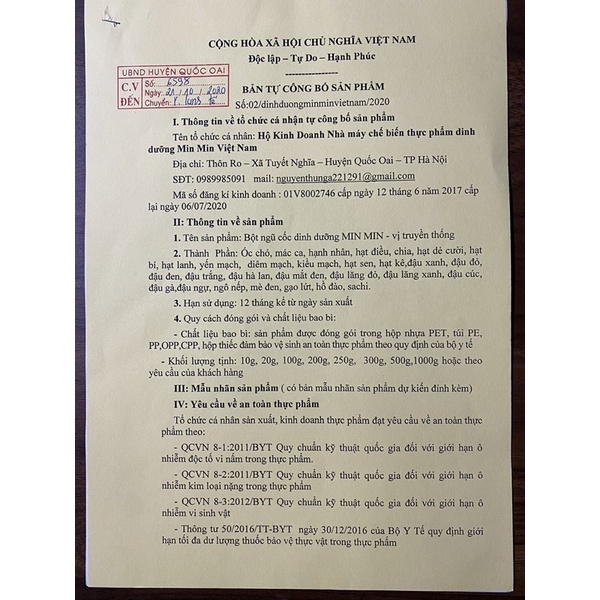 CỘNG HÒA XÃ HỘI CHỦ NGHĨA VIỆT NAM
Độc lập – Tự Do – Hạnh Phúc
----------------
UBND HUYỆN QUỐC OAI
C.V ĐẾN
Số: 6598
Ngày: 21/10/2020
Chuyển: P. kinh tế
BẢN TỰ CÔNG BỐ SẢN PHẨM
Số:02/dinhduongminminvietnam/2020
I. Thông tin về tổ chức cá nhận tự công bố sản phẩm
Tên tổ chức cá nhân: Hộ Kinh Doanh Nhà máy chế biến thực phẩm dinh
dưỡng Min Min Việt Nam
Địa chỉ: Thôn Ro – Xã Tuyết Nghĩa – Huyện Quốc Oai – TP Hà Nội
SĐT: 0989985091 mail: nguyenthunga221291@gmail.com
Mã số đăng kí kinh doanh : 01V8002746 cấp ngày 12 tháng 6 năm 2017 cấp
lại ngày 06/07/2020
II: Thông tin về sản phẩm
1. Tên sản phẩm: Bột ngũ cốc dinh dưỡng MIN MIN - vị truyền thống
2. Thành Phần: Óc chó, mác ca, hạnh nhân, hạt điều, chia, hạt dẻ cười, hạt
bí, hạt lanh, yến mạch, diêm mạch, kiều mạch, hạt sen, hạt kê,đậu xanh, đậu đỏ,
đậu đen, đậu trắng, đậu hà lan, đậu mắt đen, đậu lăng đỏ, đậu lăng xanh, đậu cúc,
đậu gà,đậu ngự, ngô nếp, mè đen, gạo lứt, hồ đào, sachi.
3. Hạn sử dụng: 12 tháng kể từ ngày sản xuất
4. Quy cách đóng gói và chất liệu bao bì:
- Chất liệu bao bì: sản phẩm được đóng gói trong hộp nhựa PET, túi PE,
PP,OPP,CPP, hộp thiếc đảm bảo vệ sinh an toàn thực phẩm theo quy định của bộ y tế
- Khối lượng tịnh: 10g, 20g, 100g, 200g, 250g, 300g, 500g,1000g hoặc theo
yêu cầu của khách hàng
III: Mẫu nhãn sản phẩm ( có bản mẫu nhãn sản phẩm dự kiến đính kèm)
IV: Yêu cầu về an toàn thực phẩm
Tổ chức cá nhân sản xuất, kinh doanh thực phẩm đạt yêu cầu về an toàn thực
phẩm theo:
- QCVN 8-1:2011/BYT Quy chuẩn kỹ thuật quốc gia đối với giới hạn ô
nhiễm độc tố vi nấm trong thực phẩm.
- QCVN 8-2:2011/BYT Quy chuẩn kỹ thuật quốc gia đối với giới hạn ô
nhiễm kim loại nặng trong thực phẩm
- QCVN 8-3:2012/BYT Quy chuẩn kỹ thuật quốc gia đối với giới hạn ô
nhiễm vi sinh vật
- Thông tư 50/2016/TT-BYT ngày 30/12/2016 của Bộ Y Tế quy định giới
hạn tối đa dư lượng thuốc bảo vệ thực vật trong thực phẩm